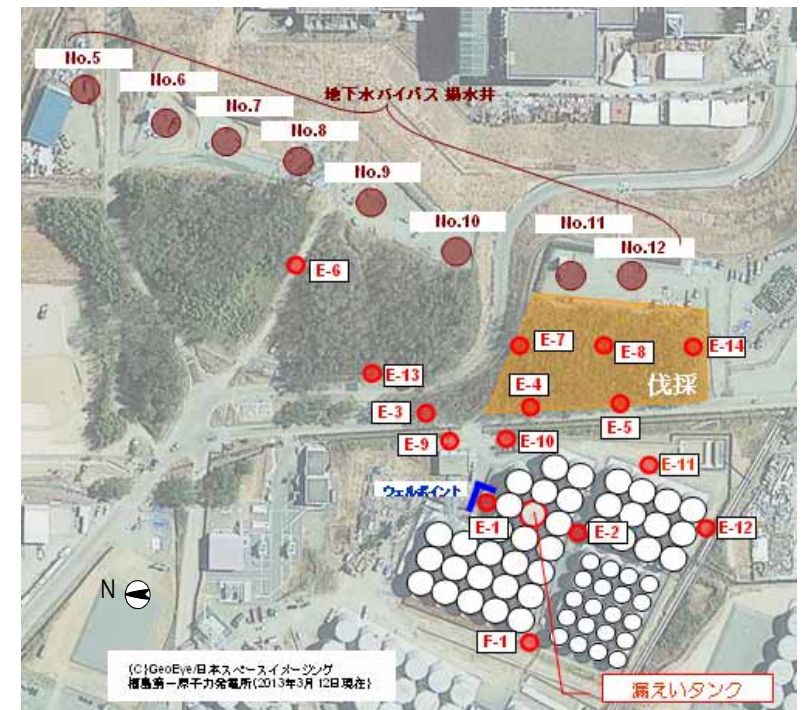 No.5
No.6
No.7
地下水バイパス 揚水井
No.8
No.9
No.10
No.11
No.12
E-6
E-7
E-8
E-14
E-13
伐採
E-4
E-3
E-5
E-9
E-10
E-11
ウェルポイント
E-1
E-2
E-12
N
F-1
(C)GeoEye/日本スペースイメージング
福島第一原子力発電所(2013年3月12日現在)
漏えいタンク